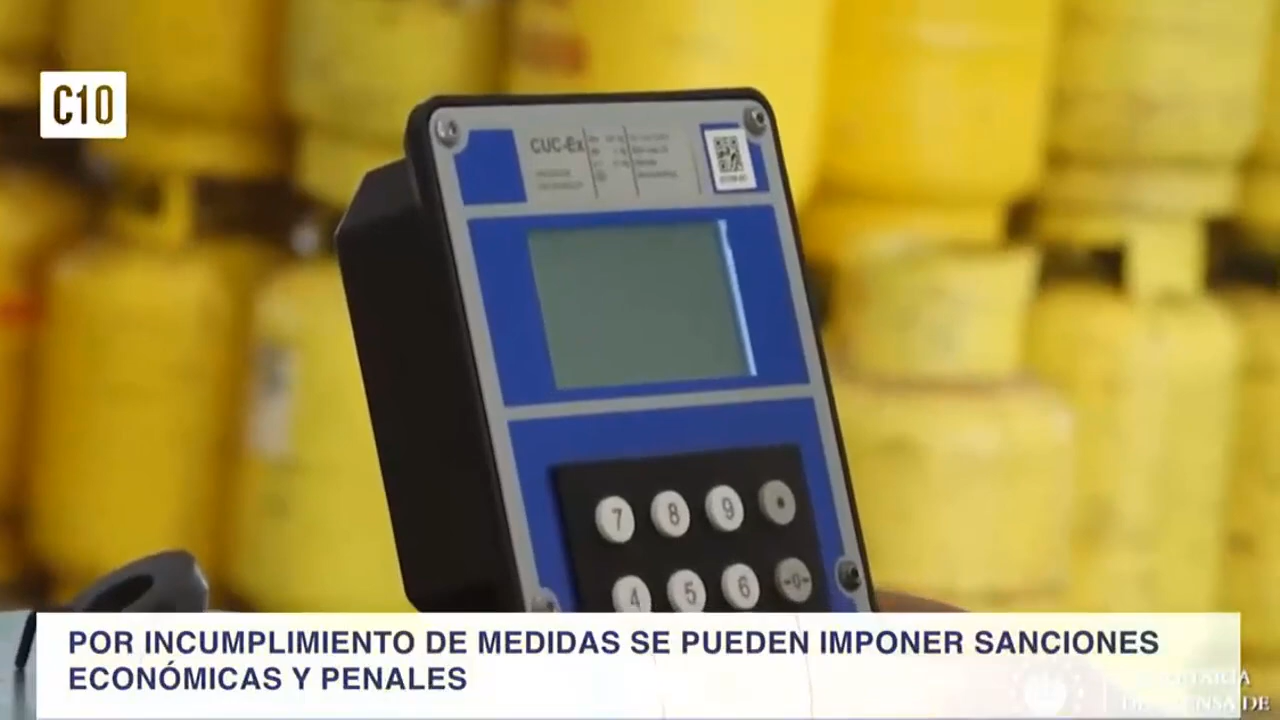 C10
CUC-Ex
7 8 9
4 5 6 →0←
POR INCUMPLIMIENTO DE MEDIDAS SE PUEDEN IMPONER SANCIONES
ECONÓMICAS Y PENALES